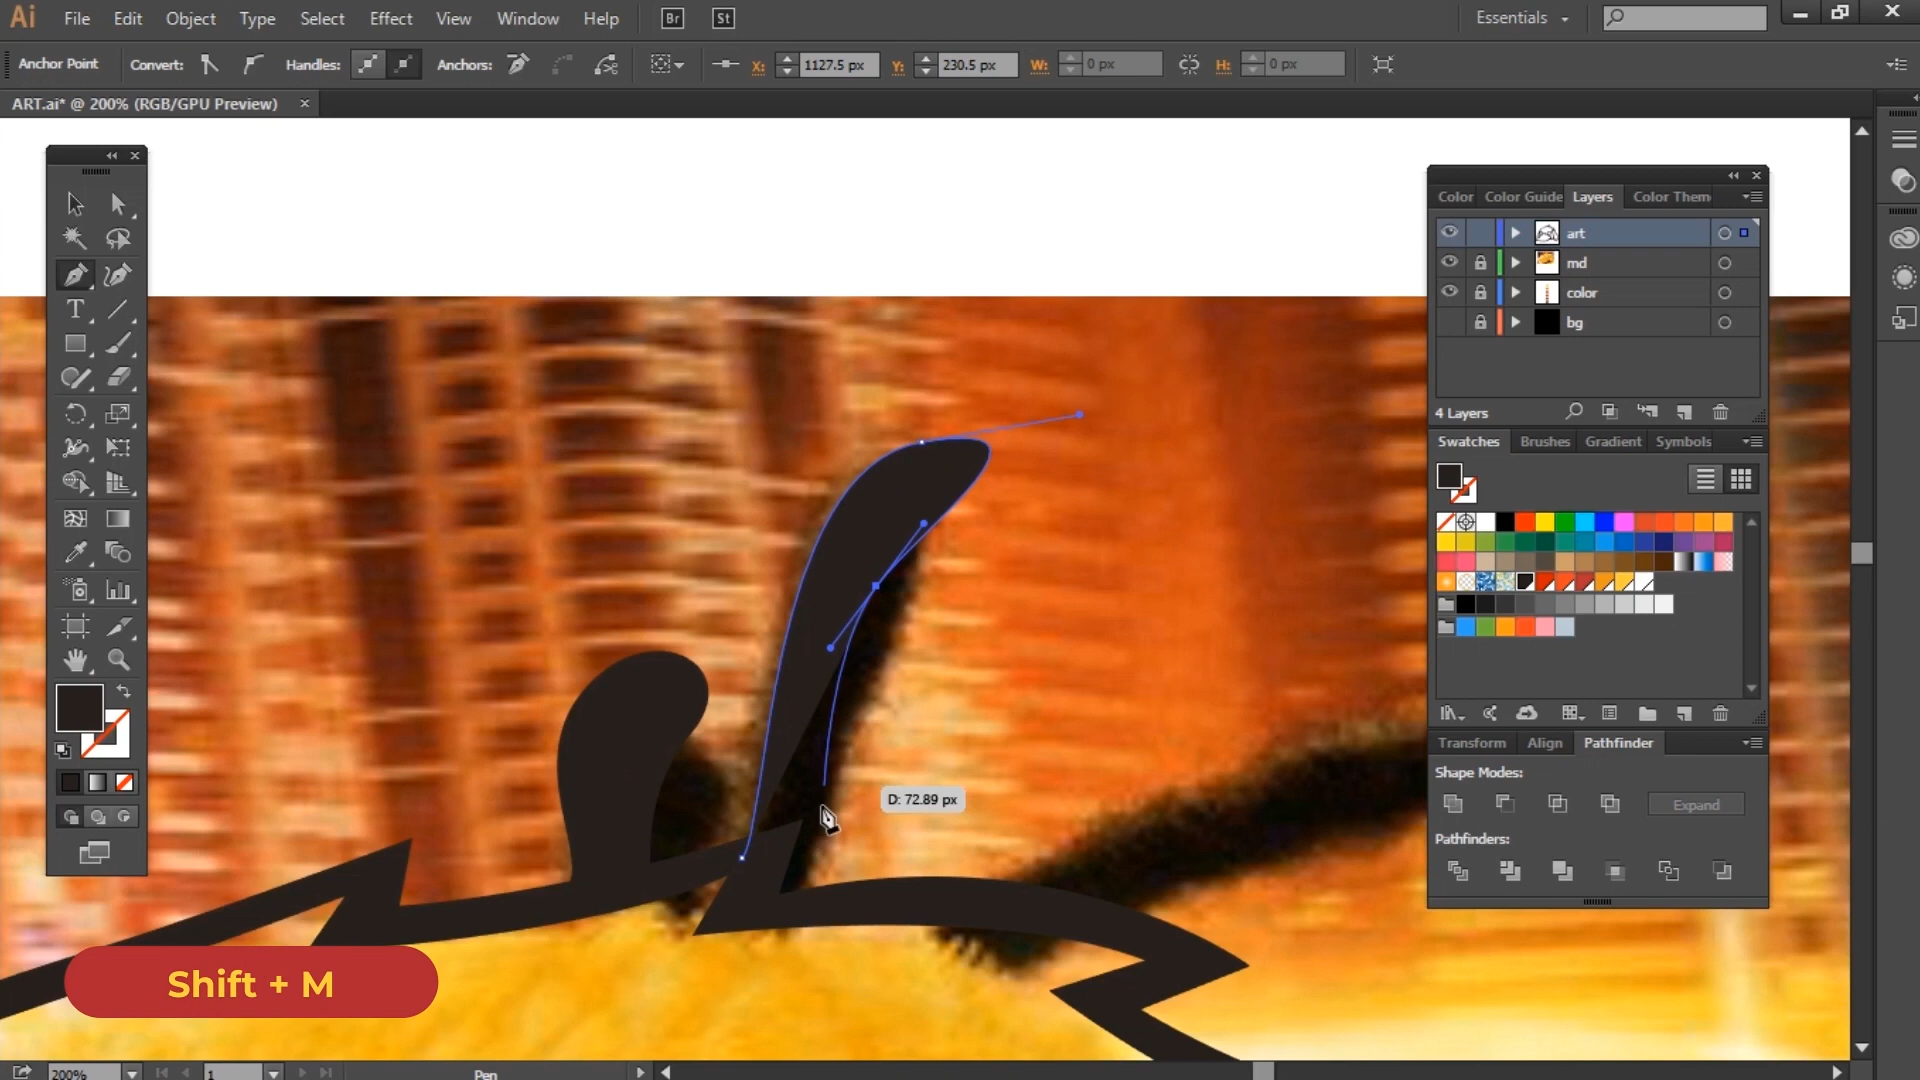 Ai File Edit Object Type Select Effect View Window Help Br St Essentials
Anchor Point Convert: Handles: Anchors: X: 1127.5 px Y: 230.5 px W: 0 px H: 0 px
ART.ai* @ 200% (RGB/GPU Preview)
Color Color Guide Layers Color Them
art
md
color
bg
4 Layers
Swatches Brushes Gradient Symbols
Transform Align Pathfinder
Shape Modes:
Expand
Pathfinders:
D: 72.89 px
Shift + M
200% 1 Pen